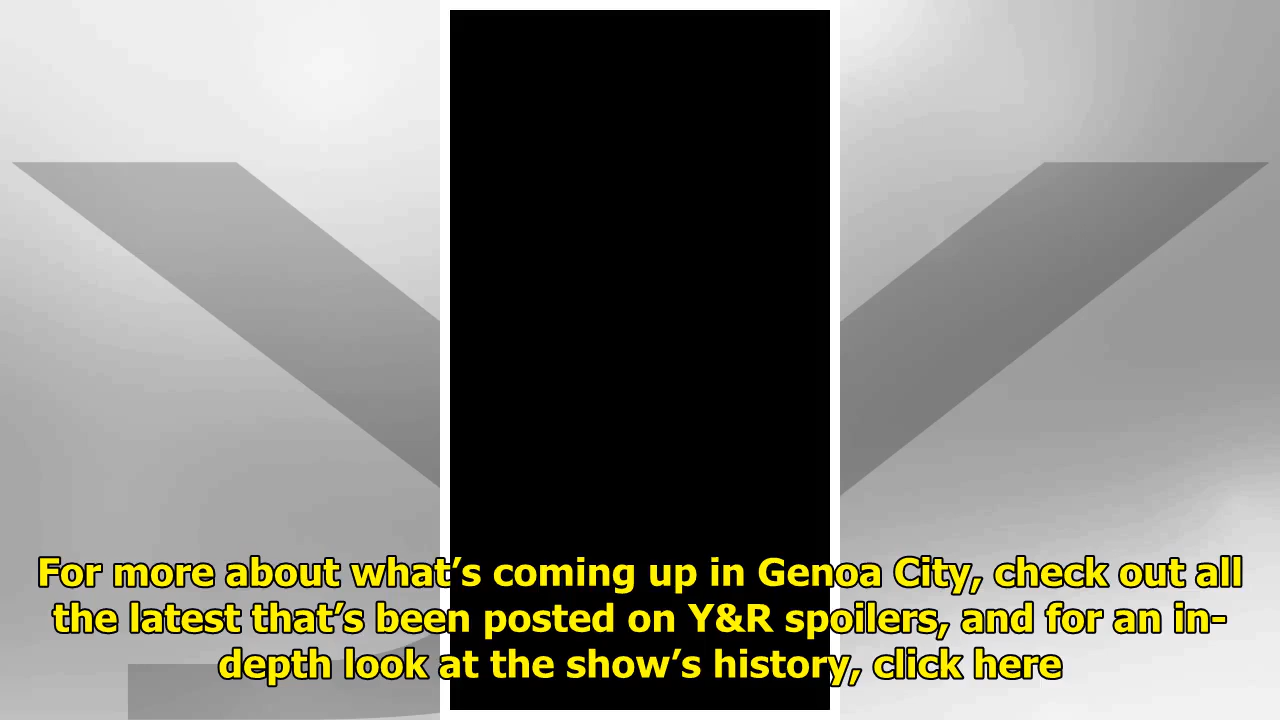 For more about what’s coming up in Genoa City, check out all
the latest that’s been posted on Y&R spoilers, and for an in-
depth look at the show’s history, click here